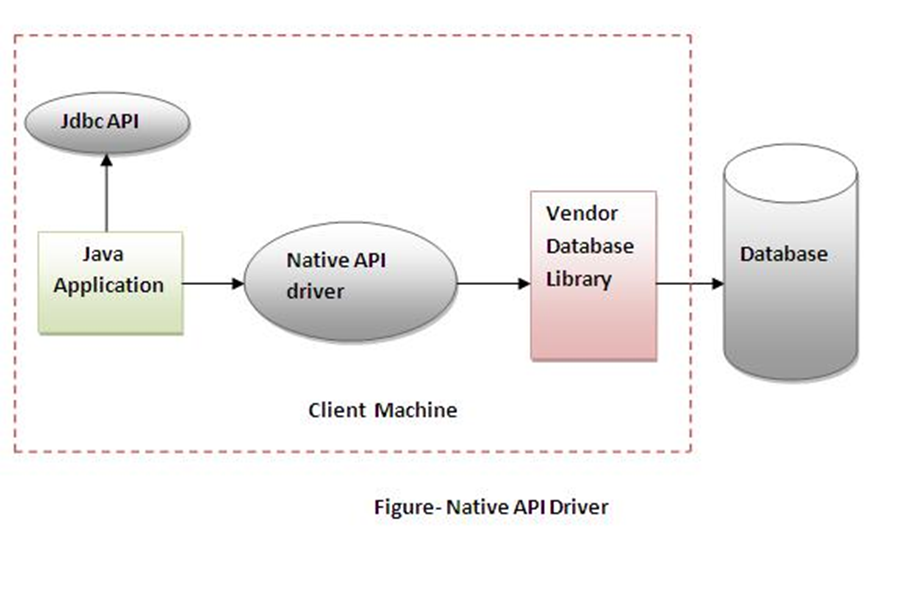 Jdbc API
Java
Application
Native API
driver
Vendor
Database
Library
Database
Client Machine
Figure- Native API Driver